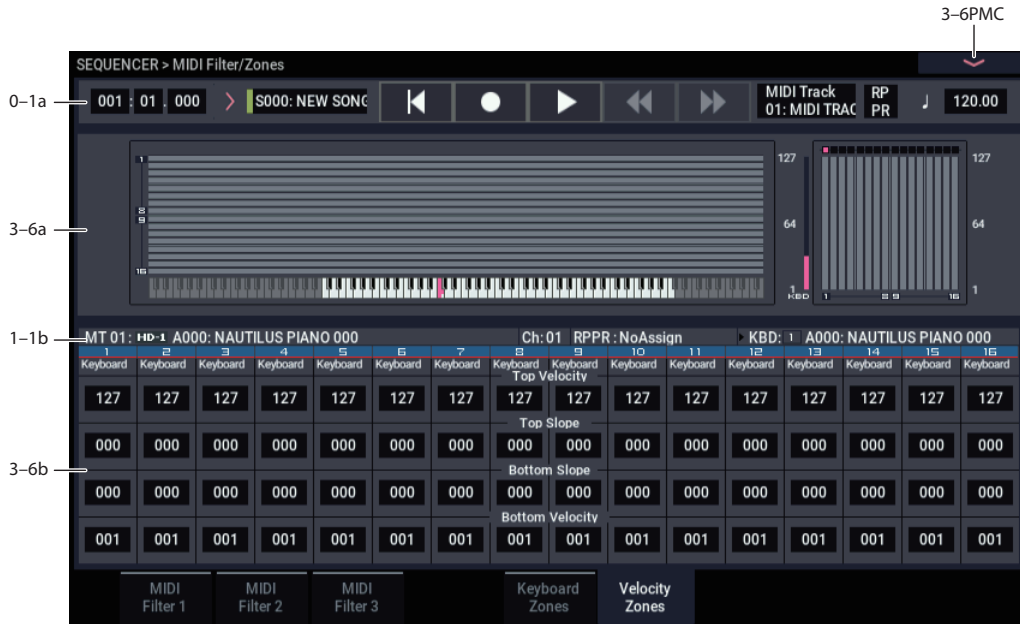 3–6PMC
SEQUENCER > MIDI Filter/Zones
0–1a
001 : 01 . 000
S000: NEW SONG
MIDI Track
01: MIDI TRAC
RP
PR
120.00
3–6a
1
8
9
16
127
64
1
KBD
1 8 9 16
127
64
1
1–1b
MT 01: HD-1 A000: NAUTILUS PIANO 000 Ch: 01 RPPR : NoAssign KBD: 1 A000: NAUTILUS PIANO 000
1 2 3 4 5 6 7 8 9 10 11 12 13 14 15 16
Keyboard Keyboard Keyboard Keyboard Keyboard Keyboard Keyboard Keyboard Keyboard Keyboard Keyboard Keyboard Keyboard Keyboard Keyboard Keyboard
Top Velocity
127 127 127 127 127 127 127 127 127 127 127 127 127 127 127 127
Top Slope
000 000 000 000 000 000 000 000 000 000 000 000 000 000 000 000
3–6b
Bottom Slope
000 000 000 000 000 000 000 000 000 000 000 000 000 000 000 000
Bottom Velocity
001 001 001 001 001 001 001 001 001 001 001 001 001 001 001 001
MIDI
Filter 1
MIDI
Filter 2
MIDI
Filter 3
Keyboard
Zones
Velocity
Zones